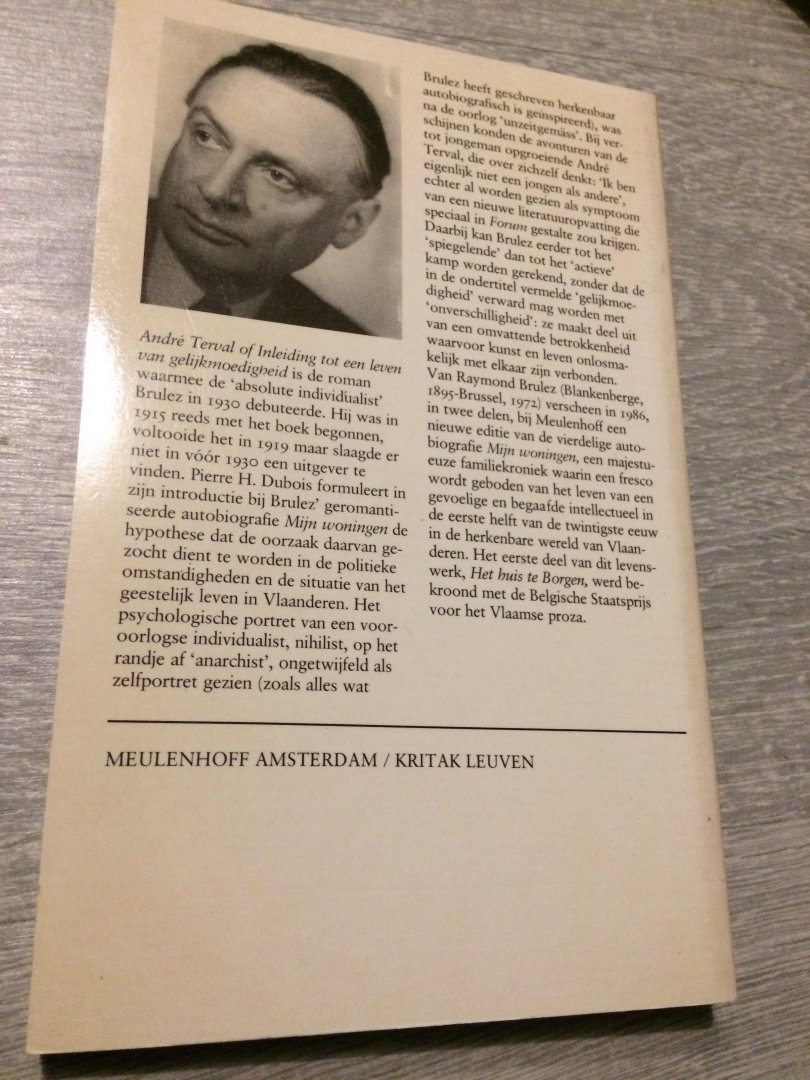 André Terval of Inleiding tot een leven
van gelijkmoedigheid is de roman
waarmee de ‘absolute individualist’
Brulez in 1930 debuteerde. Hij was in
1915 reeds met het boek begonnen,
voltooide het in 1919 maar slaagde er
niet in vóór 1930 een uitgever te
vinden. Pierre H. Dubois formuleert in
zijn introductie bij Brulez’ geromanti-
seerde autobiografie Mijn woningen de
hypothese dat de oorzaak daarvan ge-
zocht dient te worden in de politieke
omstandigheden en de situatie van het
geestelijk leven in Vlaanderen. Het
psychologische portret van een voor-
oorlogse individualist, nihilist, op het
randje af ‘anarchist’, ongetwijfeld als
zelfportret gezien (zoals alles wat
Brulez heeft geschreven herkenbaar
autobiografisch is geïnspireerd), was
na de oorlog ‘unzeitgemäss’. Bij ver-
schijnen konden de avonturen van de
tot jongeman opgroeiende André
Terval, die over zichzelf denkt: ‘Ik ben
eigenlijk niet een jongen als andere’,
echter al worden gezien als symptoom
van een nieuwe literatuuropvatting die
speciaal in Forum gestalte zou krijgen.
Daarbij kan Brulez eerder tot het
‘spiegelende’ dan tot het ‘actieve’
kamp worden gerekend, zonder dat de
in de ondertitel vermelde ‘gelijkmoe-
digheid’ verward mag worden met
‘onverschilligheid’: ze maakt deel uit
van een omvattende betrokkenheid
waarvoor kunst en leven onlosma-
kelijk met elkaar zijn verbonden.
Van Raymond Brulez (Blankenberge,
1895-Brussel, 1972) verscheen in 1986,
in twee delen, bij Meulenhoff een
nieuwe editie van de vierdelige auto-
biografie Mijn woningen, een majestu-
euze familiekroniek waarin een fresco
wordt geboden van het leven van een
gevoelige en begaafde intellectueel in
de eerste helft van de twintigste eeuw
in de herkenbare wereld van Vlaan-
deren. Het eerste deel van dit levens-
werk, Het huis te Borgen, werd be-
kroond met de Belgische Staatsprijs
voor het Vlaamse proza.
MEULENHOFF AMSTERDAM / KRITAK LEUVEN